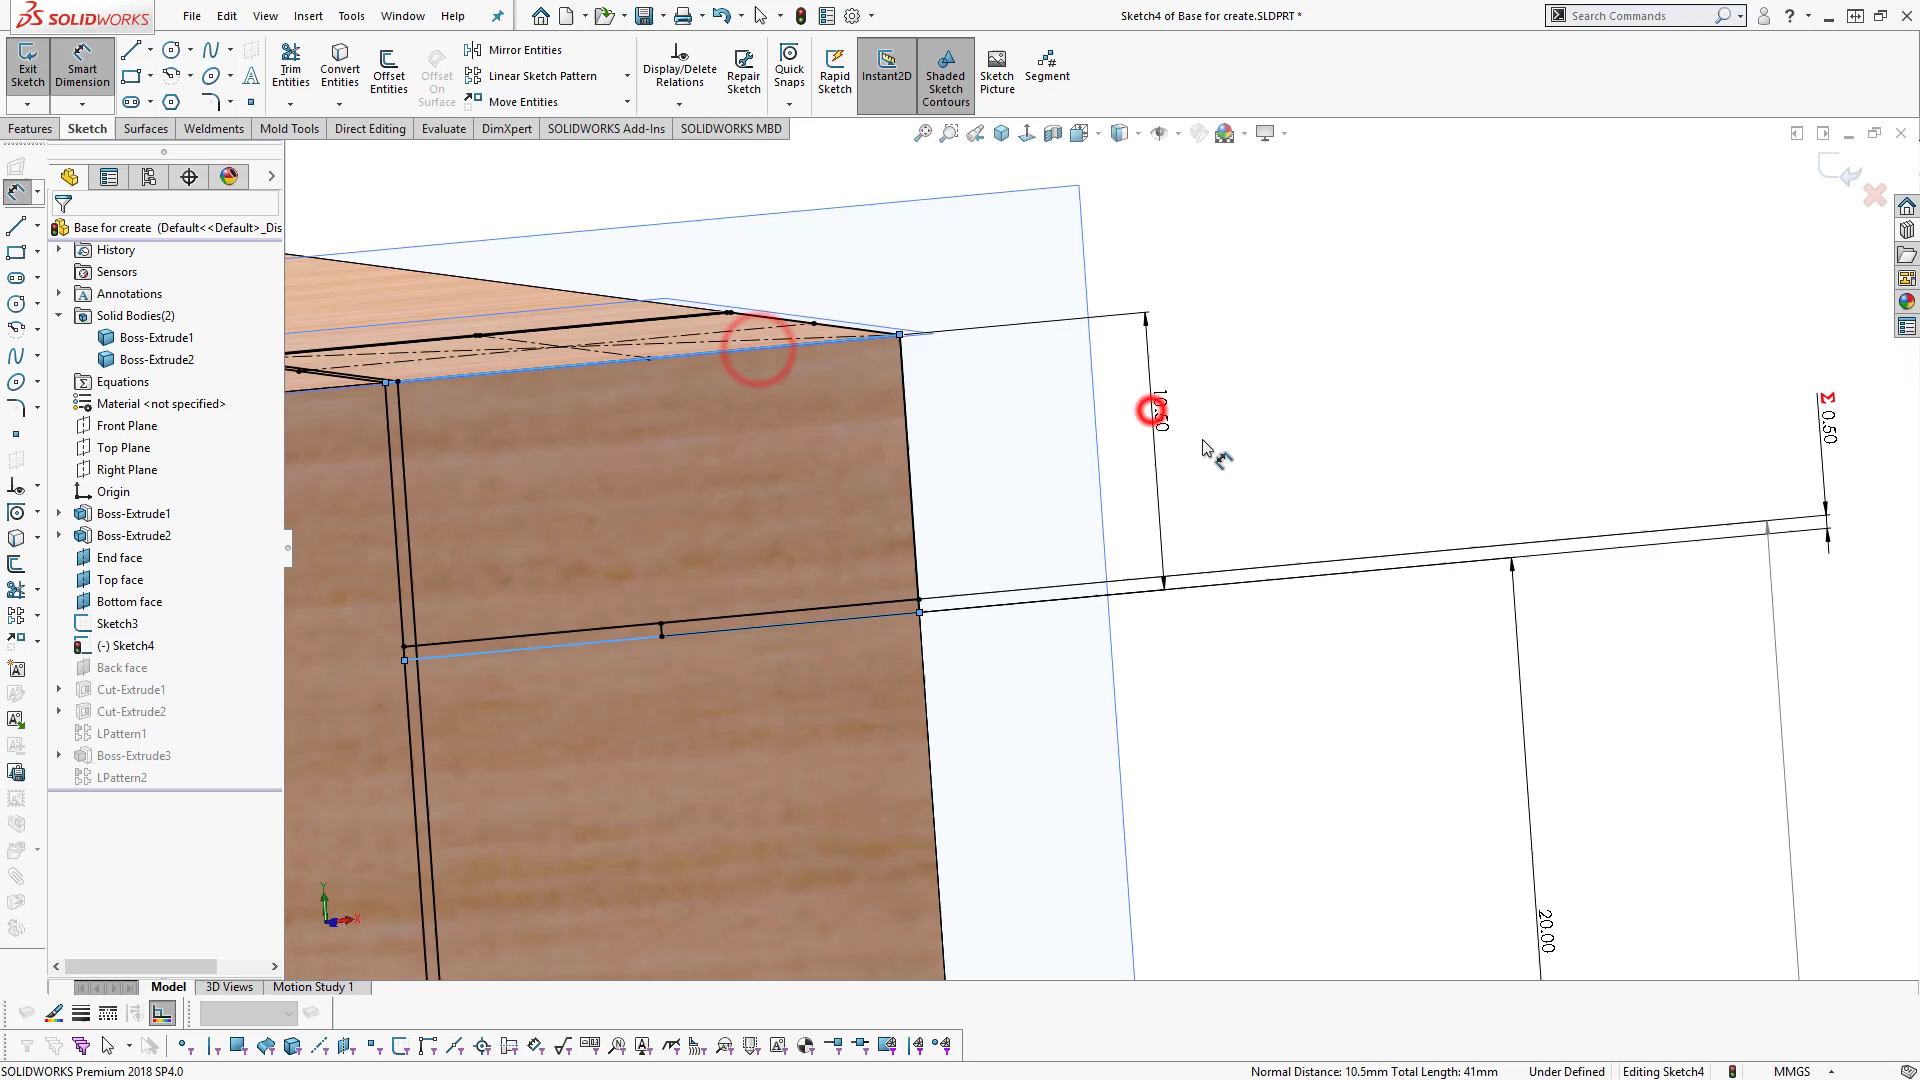 SOLIDWORKS
File Edit View Insert Tools Window Help
Sketch4 of Base for create.SLDPRT *
Search Commands
Exit Sketch
Smart Dimension
Trim Entities
Convert Entities
Offset Entities
Offset On Surface
Mirror Entities
Linear Sketch Pattern
Move Entities
Display/Delete Relations
Repair Sketch
Quick Snaps
Rapid Sketch
Instant2D
Shaded Sketch Contours
Sketch Picture
Segment
Features Sketch Surfaces Weldments Mold Tools Direct Editing Evaluate DimXpert SOLIDWORKS Add-Ins SOLIDWORKS MBD
Base for create (Default<<Default>_Dis
History
Sensors
Annotations
Solid Bodies(2)
Boss-Extrude1
Boss-Extrude2
Equations
Material <not specified>
Front Plane
Top Plane
Right Plane
Origin
Boss-Extrude1
Boss-Extrude2
End face
Top face
Bottom face
Sketch3
(-) Sketch4
Back face
Cut-Extrude1
Cut-Extrude2
LPattern1
Boss-Extrude3
LPattern2
10.50
Σ 0.50
20.00
Y
X
Model 3D Views Motion Study 1
SOLIDWORKS Premium 2018 SP4.0
Normal Distance: 10.5mm Total Length: 41mm Under Defined Editing Sketch4 MMGS